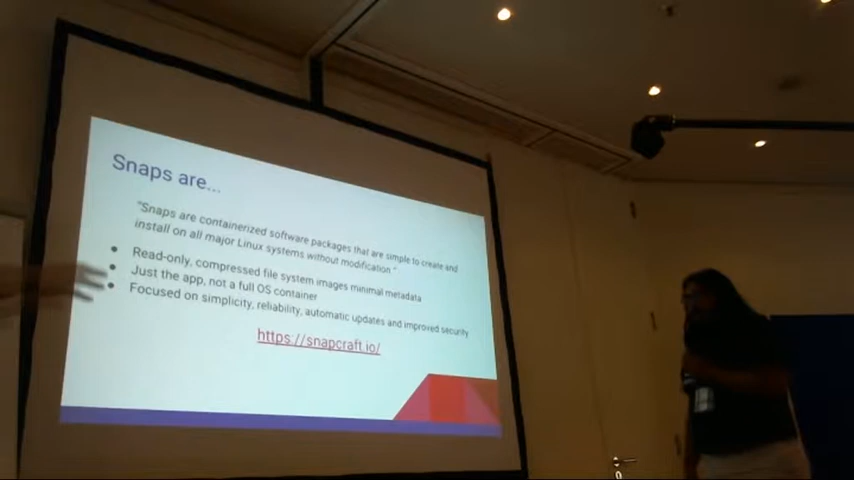 Snaps are...
"Snaps are containerized software packages that are simple to create and
install on all major Linux systems without modification."
Read-only, compressed file system images minimal metadata
Just the app, not a full OS container
Focused on simplicity, reliability, automatic updates and improved security
https://snapcraft.io/